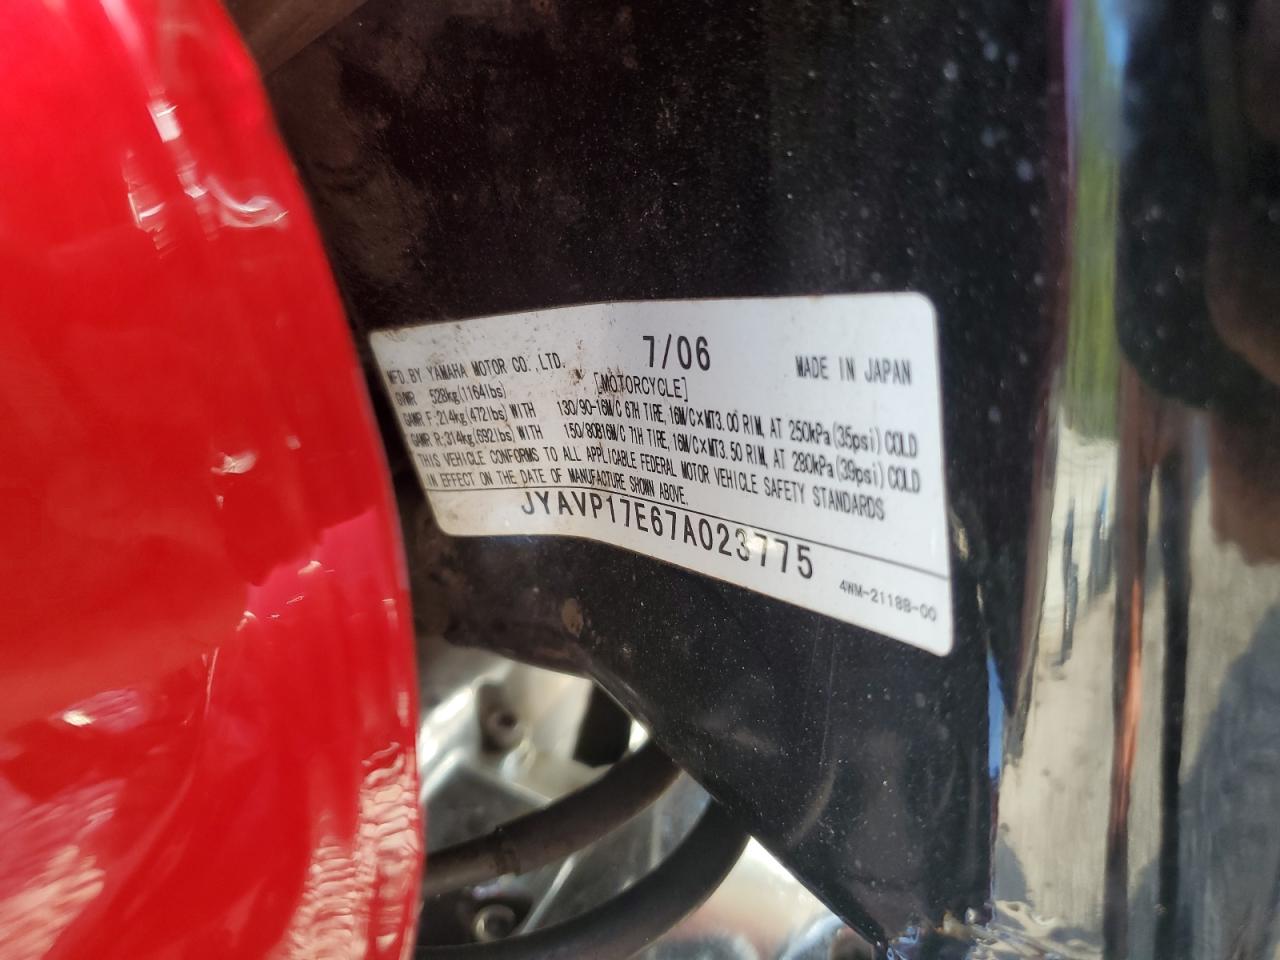 MFD. BY YAMAHA MOTOR CO.,LTD. 7/06 MADE IN JAPAN
GVWR 528kg(1164lbs) [MOTORCYCLE]
GAWR F:214kg(472lbs)WITH 130/90-16M/C 67H TIRE, 16M/C×MT3.00 RIM, AT 250kPa(35psi)COLD
GAWR R:314kg(692lbs)WITH 150/80B16M/C 71H TIRE, 16M/C×MT3.50 RIM, AT 280kPa(39psi)COLD
THIS VEHICLE CONFORMS TO ALL APPLICABLE FEDERAL MOTOR VEHICLE SAFETY STANDARDS
IN EFFECT ON THE DATE OF MANUFACTURE SHOWN ABOVE.
JYAVP17E67A023775
4WM-2118B-00